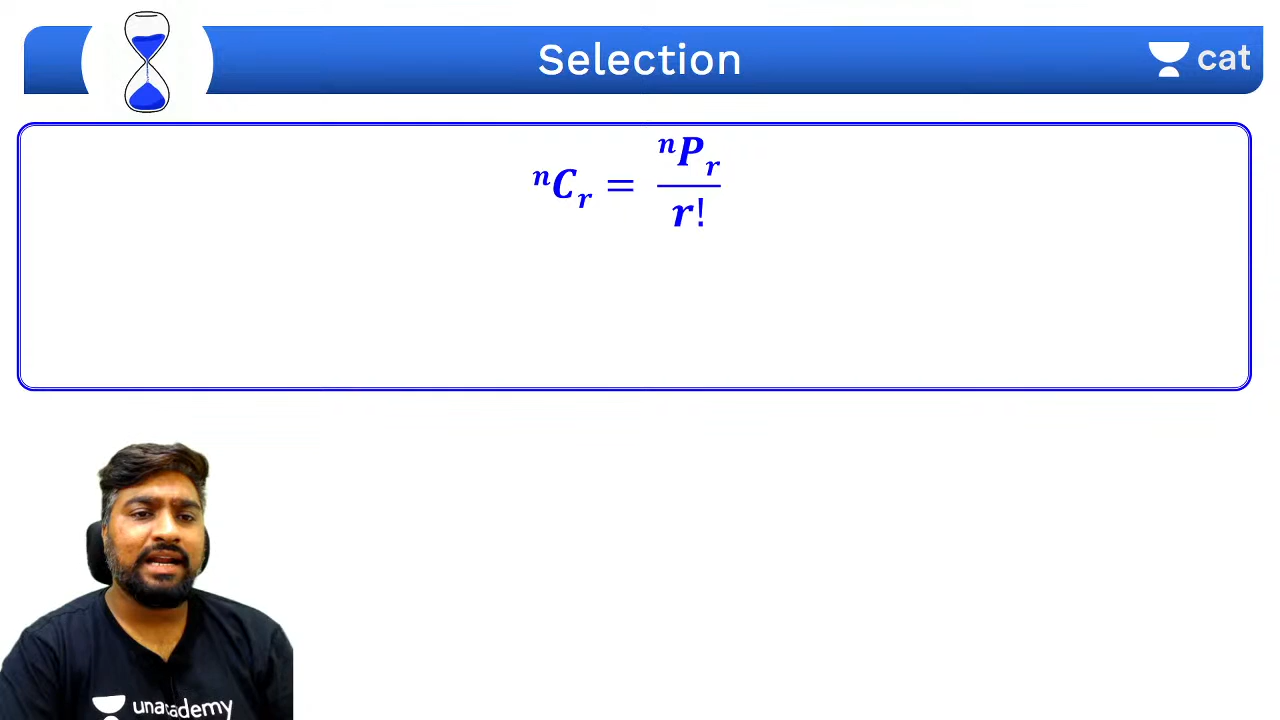 Selection
cat
ⁿCᵣ = ⁿPᵣ / r!
unacademy